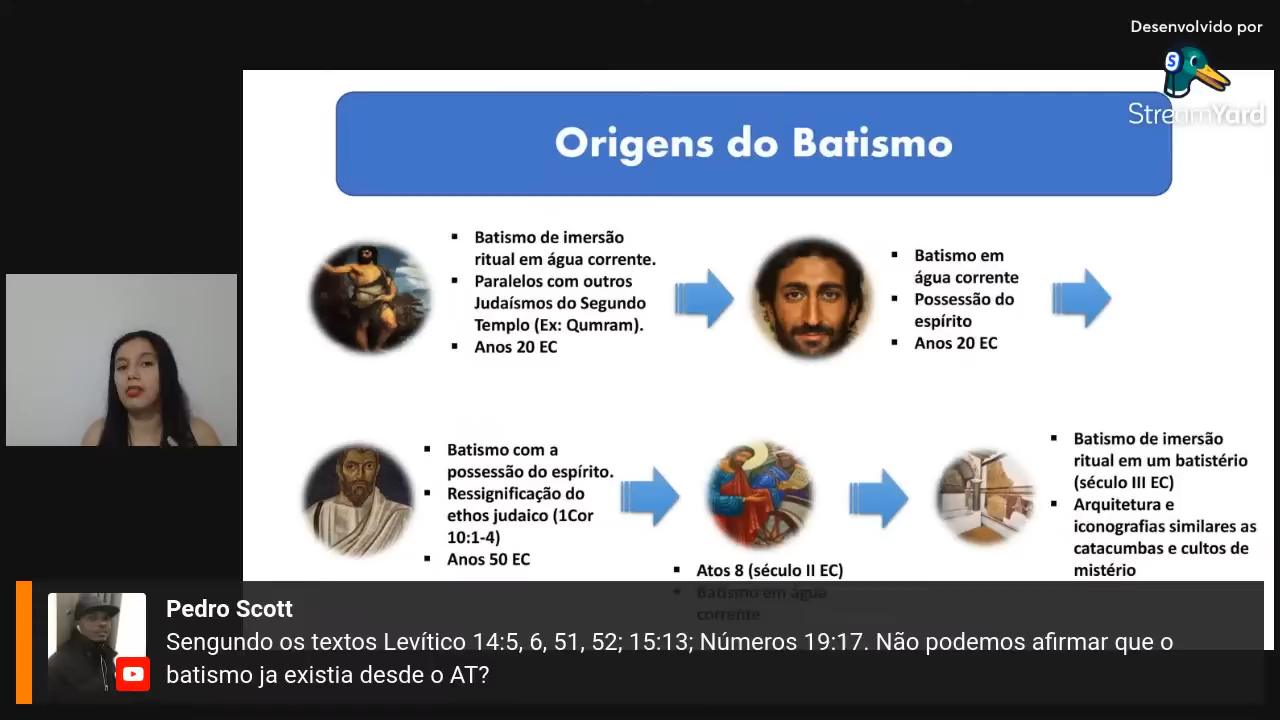 Desenvolvido por
S
StreamYard
Origens do Batismo
▪ Batismo de imersão
ritual em água corrente.
▪ Paralelos com outros
Judaísmos do Segundo
Templo (Ex: Qumram).
▪ Anos 20 EC
▪ Batismo em
água corrente
▪ Possessão do
espírito
▪ Anos 20 EC
▪ Batismo com a
possessão do espírito.
▪ Ressignificação do
ethos judaico (1Cor
10:1-4)
▪ Anos 50 EC
▪ Atos 8 (século II EC)
▪ Batismo em água
corrente
▪ Batismo de imersão
ritual em um batistério
(século III EC)
▪ Arquitetura e
iconografias similares as
catacumbas e cultos de
mistério
Pedro Scott
Sengundo os textos Levítico 14:5, 6, 51, 52; 15:13; Números 19:17. Não podemos afirmar que o
batismo ja existia desde o AT?